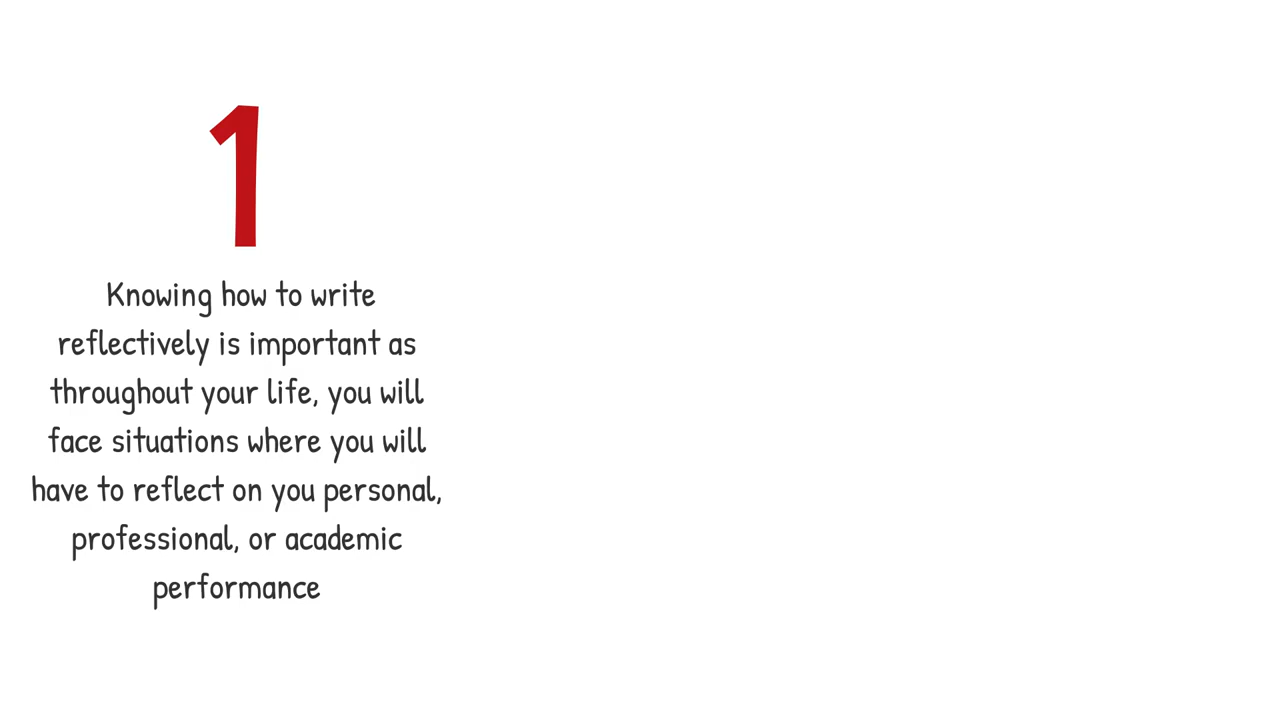 1
Knowing how to write
reflectively is important as
throughout your life, you will
face situations where you will
have to reflect on you personal,
professional, or academic
performance